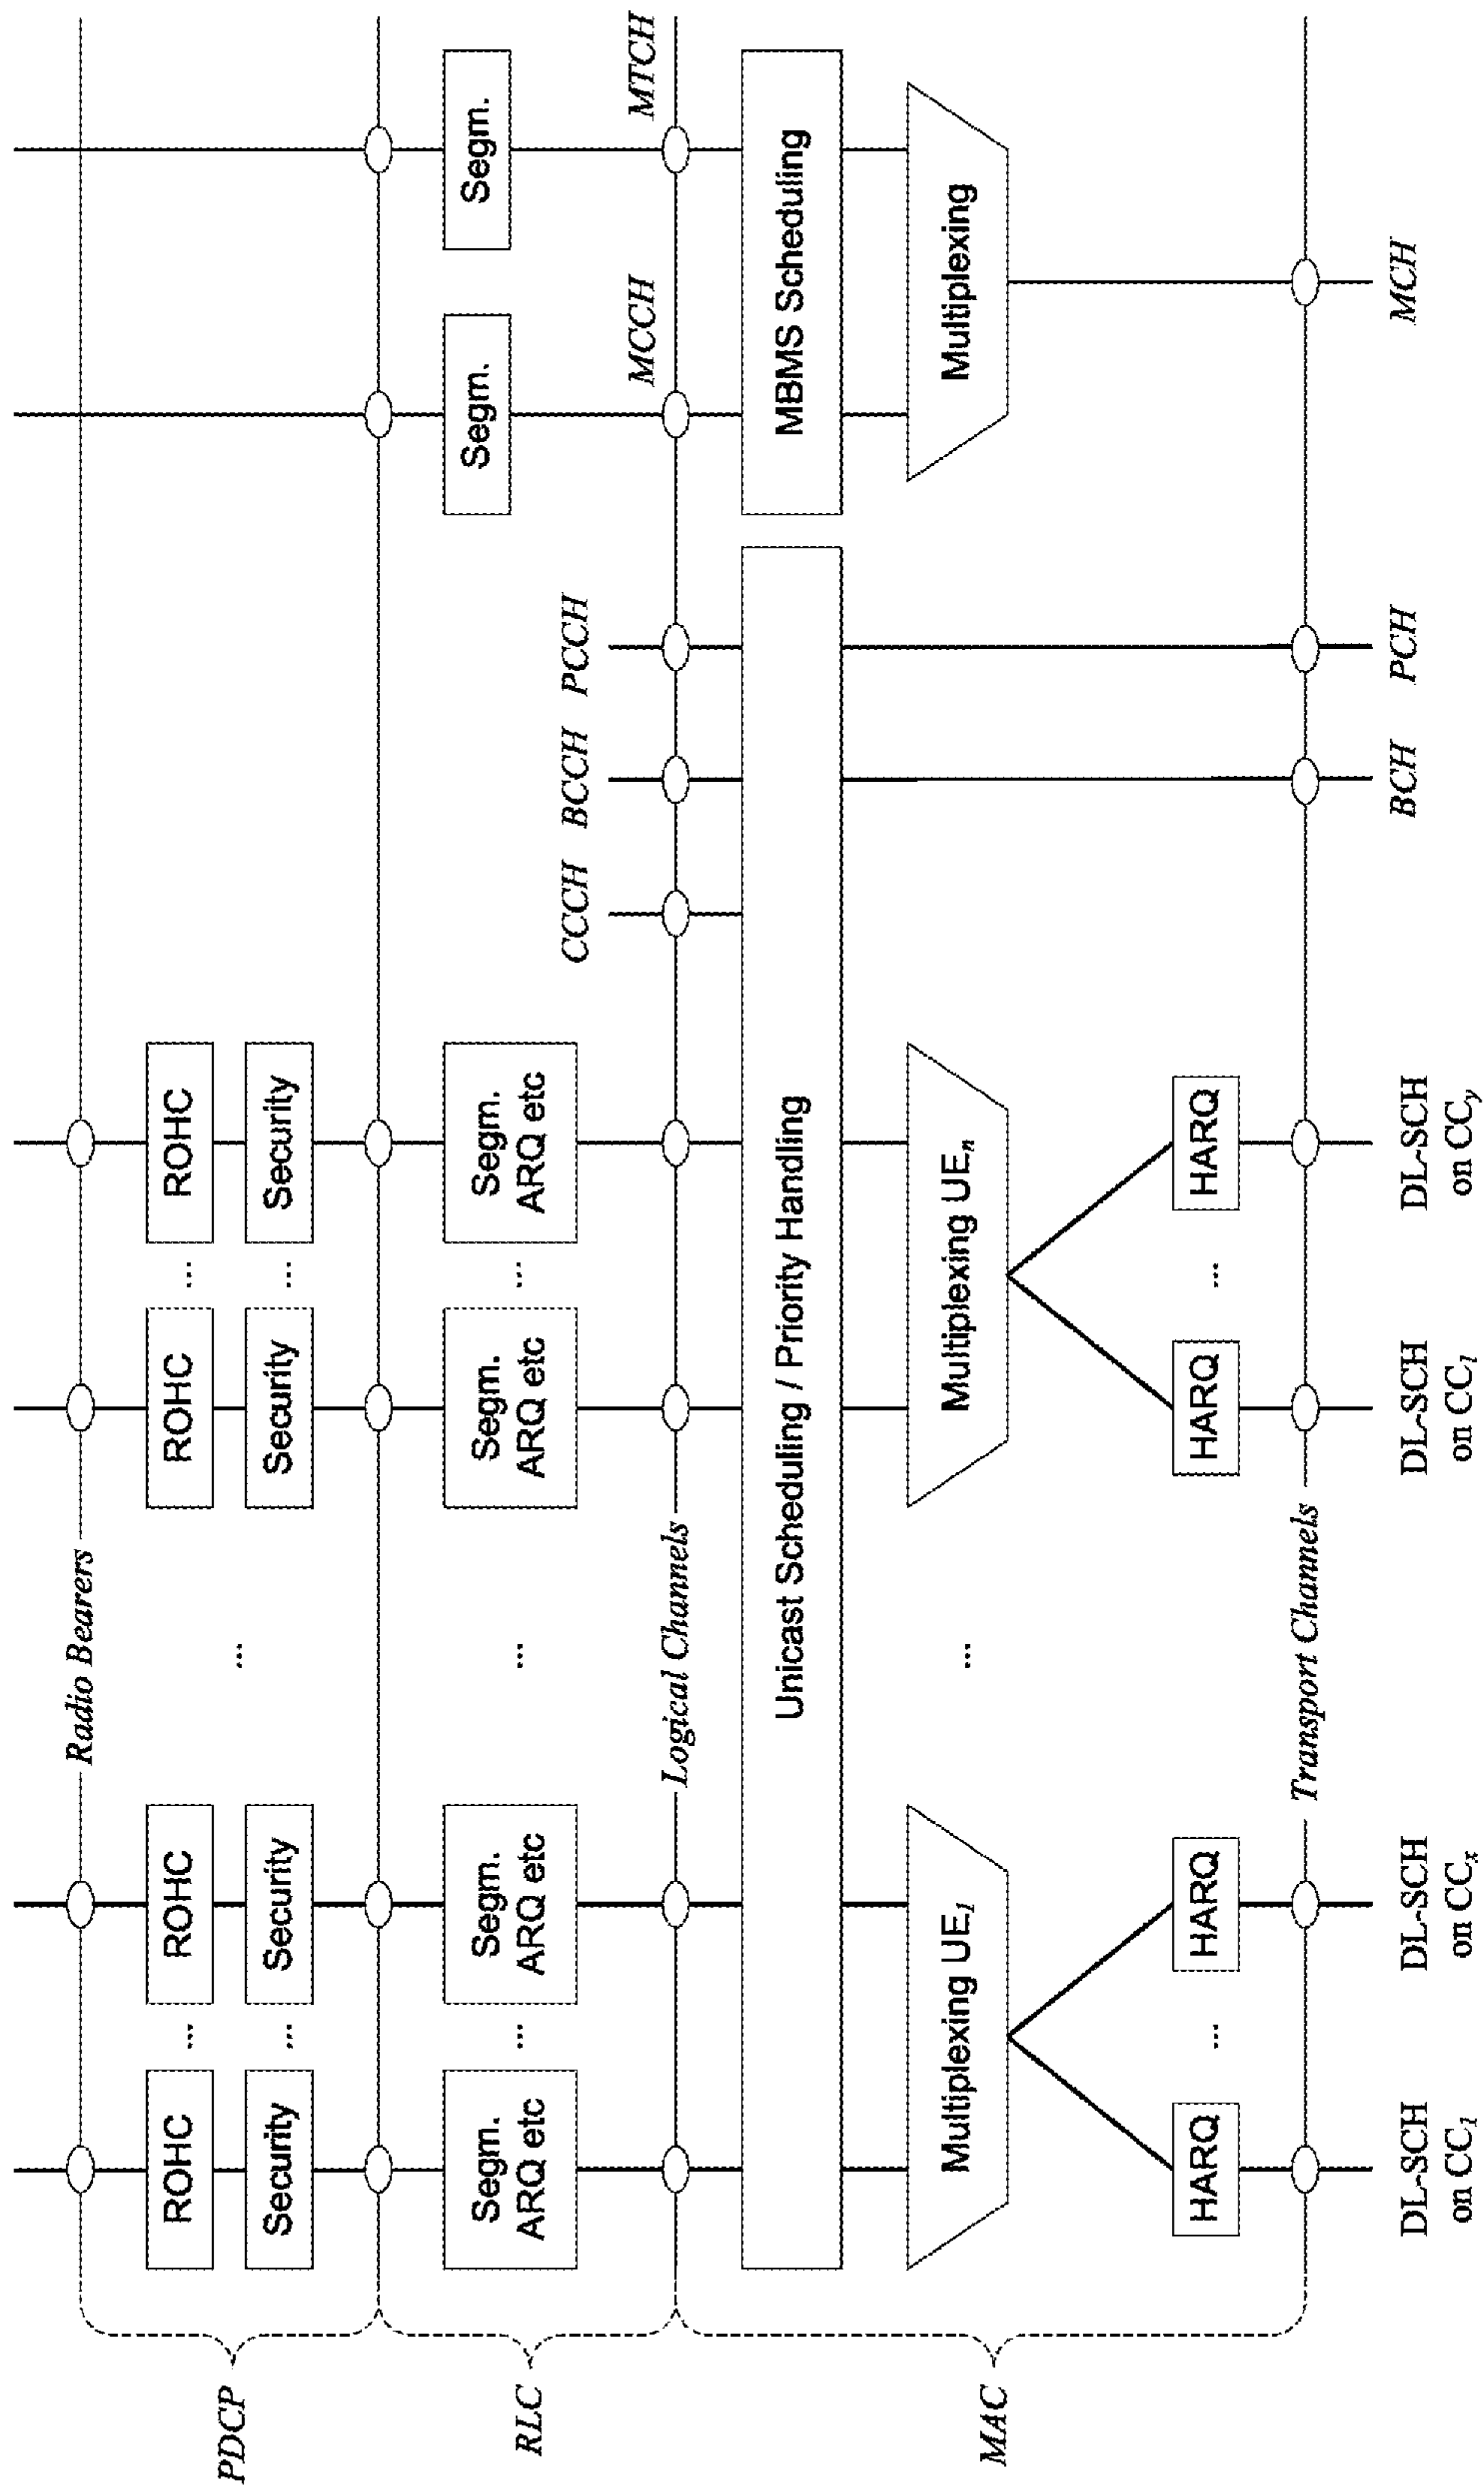 Radio Bearers
PDCP
ROHC
...
ROHC
ROHC
...
ROHC
...
Security
...
Security
Security
...
Security
RLC
Segm.
ARQ etc
...
Segm.
ARQ etc
...
Segm.
ARQ etc
...
Segm.
ARQ etc
Segm.
Segm.
Logical Channels
CCCH
BCCH
PCCH
MCCH
MTCH
MAC
Unicast Scheduling / Priority Handling
MBMS Scheduling
Multiplexing UE1
...
Multiplexing UEn
Multiplexing
HARQ
...
HARQ
HARQ
...
HARQ
Transport Channels
DL-SCH
on CC1
DL-SCH
on CCx
DL-SCH
on CC1
DL-SCH
on CCy
BCH
PCH
MCH